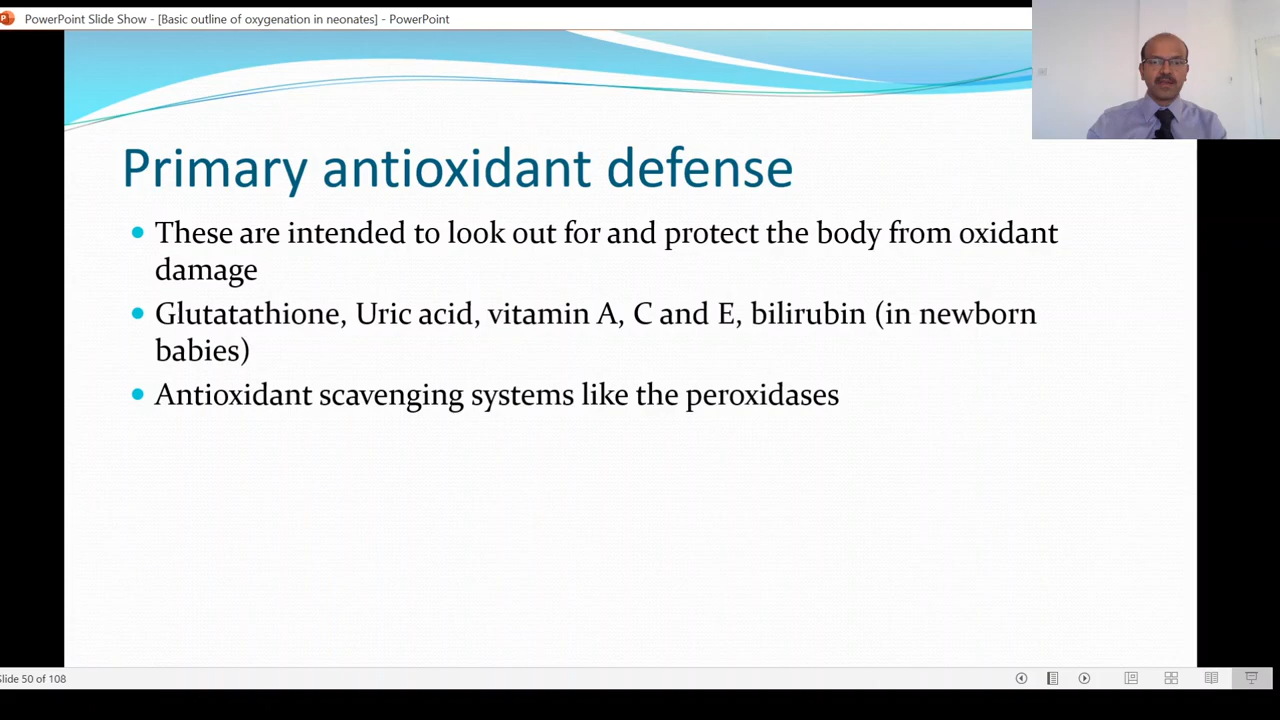 PowerPoint Slide Show - [Basic outline of oxygenation in neonates] - PowerPoint
Primary antioxidant defense
These are intended to look out for and protect the body from oxidant
damage
Glutatathione, Uric acid, vitamin A, C and E, bilirubin (in newborn
babies)
Antioxidant scavenging systems like the peroxidases
Slide 50 of 108